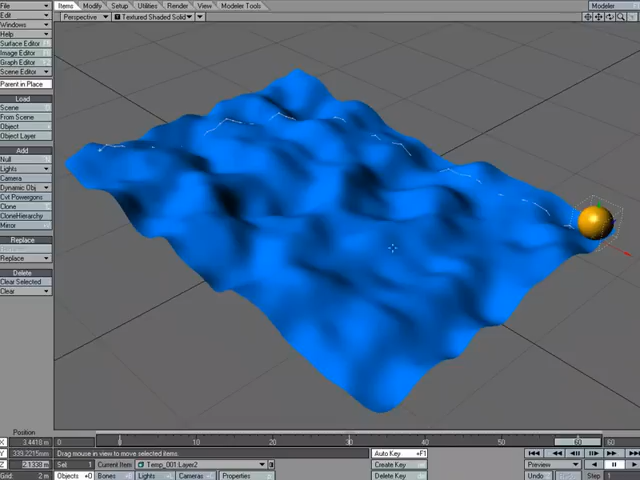 File
Edit
Windows
Help
Surface Editor
Image Editor
Graph Editor
Scene Editor
Parent in Place
Load
Scene
From Scene
Object
Object Layer
Add
Null
Lights
Camera
Dynamic Obj
Cvt Powergons
Clone
CloneHierarchy
Mirror
Replace
Replace
Delete
Clear Selected
Clear
Items Modify Setup Utilities Render View Modeler Tools Modeler
Perspective Textured Shaded Solid
Position
X 3.4418 m 0 10 20 30 40 50 60 60
Y 339.2215mm Drag mouse in view to move selected items. Auto Key +F1
Z 2.1338 m Sel: 1 Current Item Temp_001:Layer2 Create Key Preview
Grid: 2 m Objects +O Bones Lights Cameras Properties Delete Key Undo Step 1